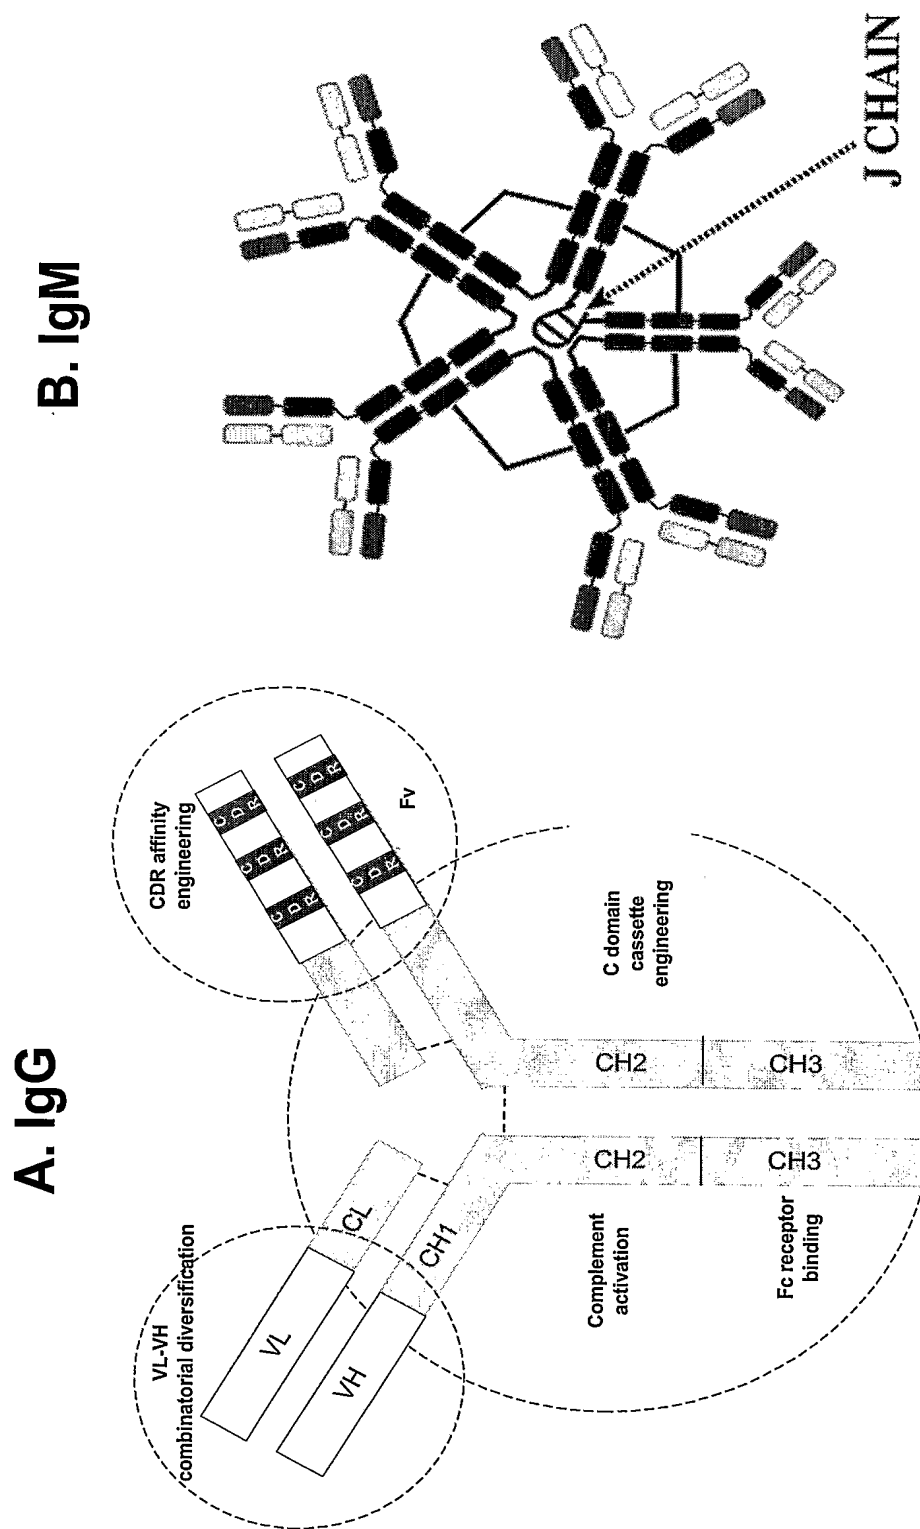 A. IgG
VL-VH
combinatorial diversification
VL
VH
CL
CH1
CDR affinity
engineering
CDR
CDR
CDR
CDR
CDR
CDR
Fv
CH2
CH2
CH3
CH3
Complement
activation
Fc receptor
binding
C domain
cassette
engineering
B. IgM
J CHAIN